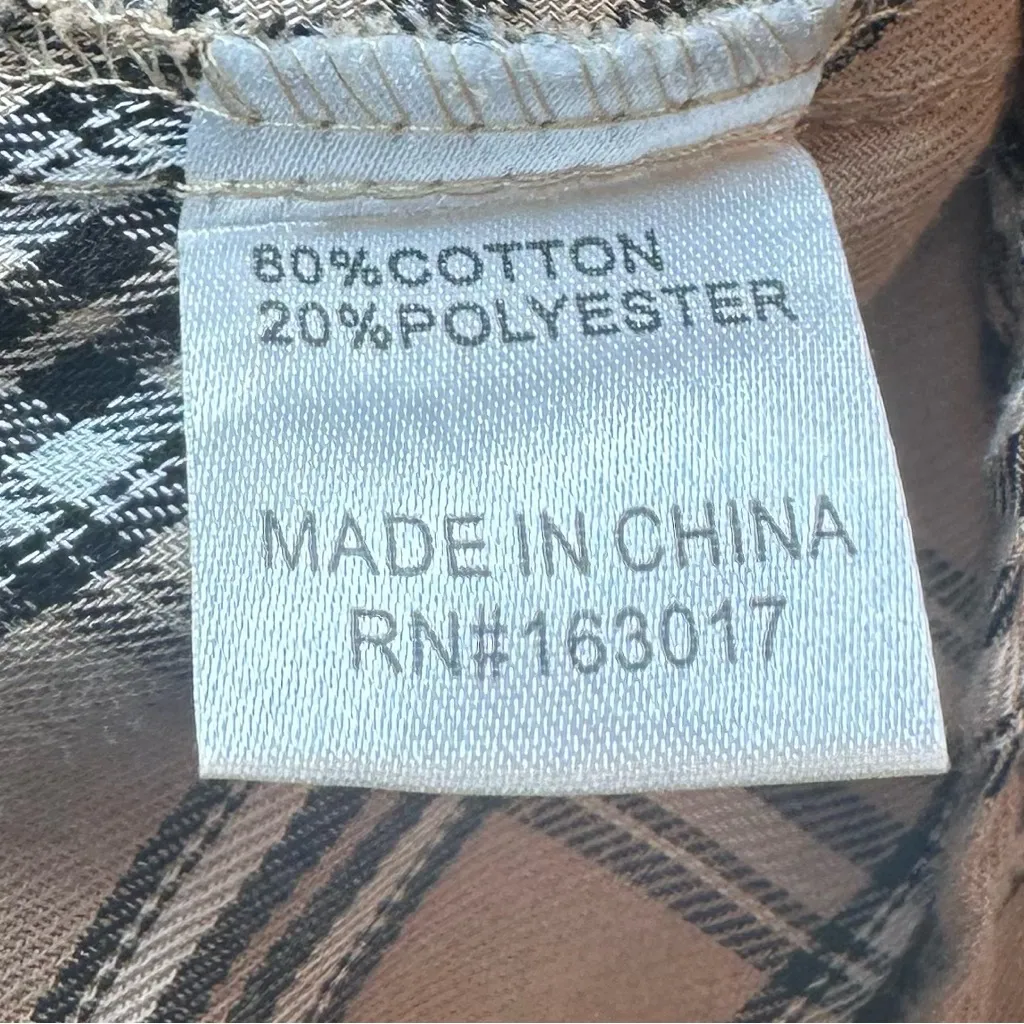 80%COTTON
20%POLYESTER
MADE IN CHINA
RN#163017